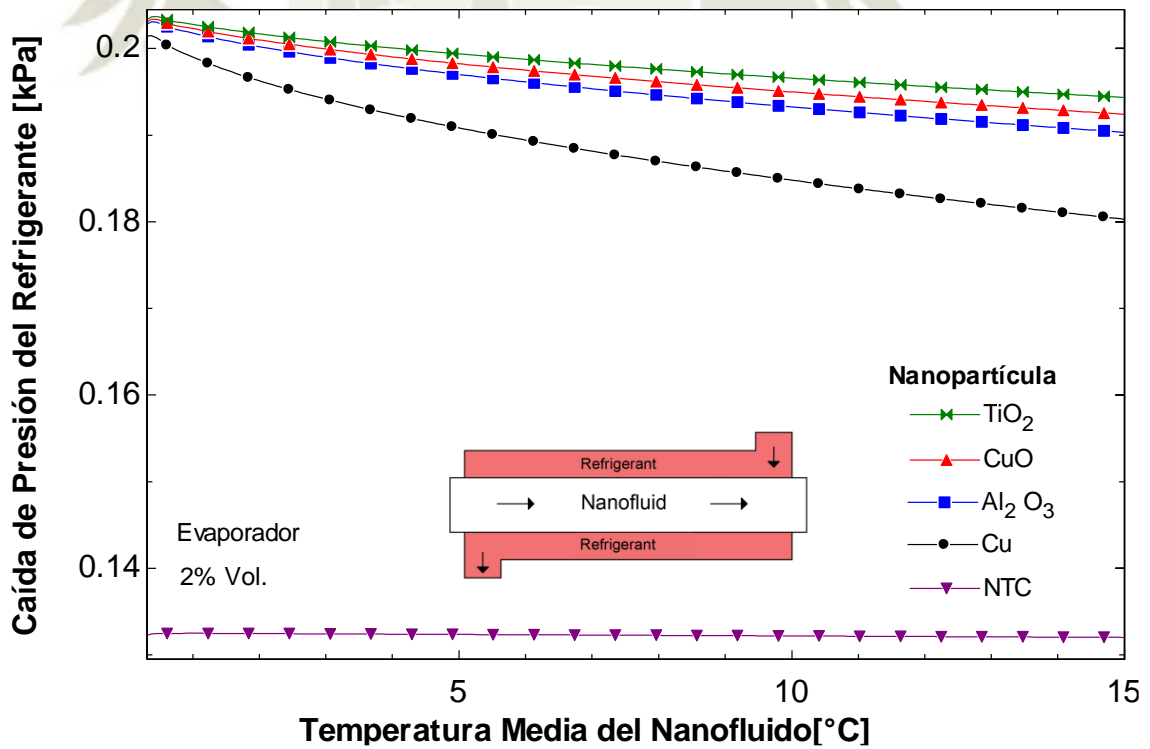 Caída de Presión del Refrigerante [kPa]
0.2
0.18
0.16
0.14
Nanopartícula
TiO2
CuO
Al2 O3
Cu
NTC
Refrigerant
Nanofluid
Refrigerant
Evaporador
2% Vol.
5
10
15
Temperatura Media del Nanofluido[°C]